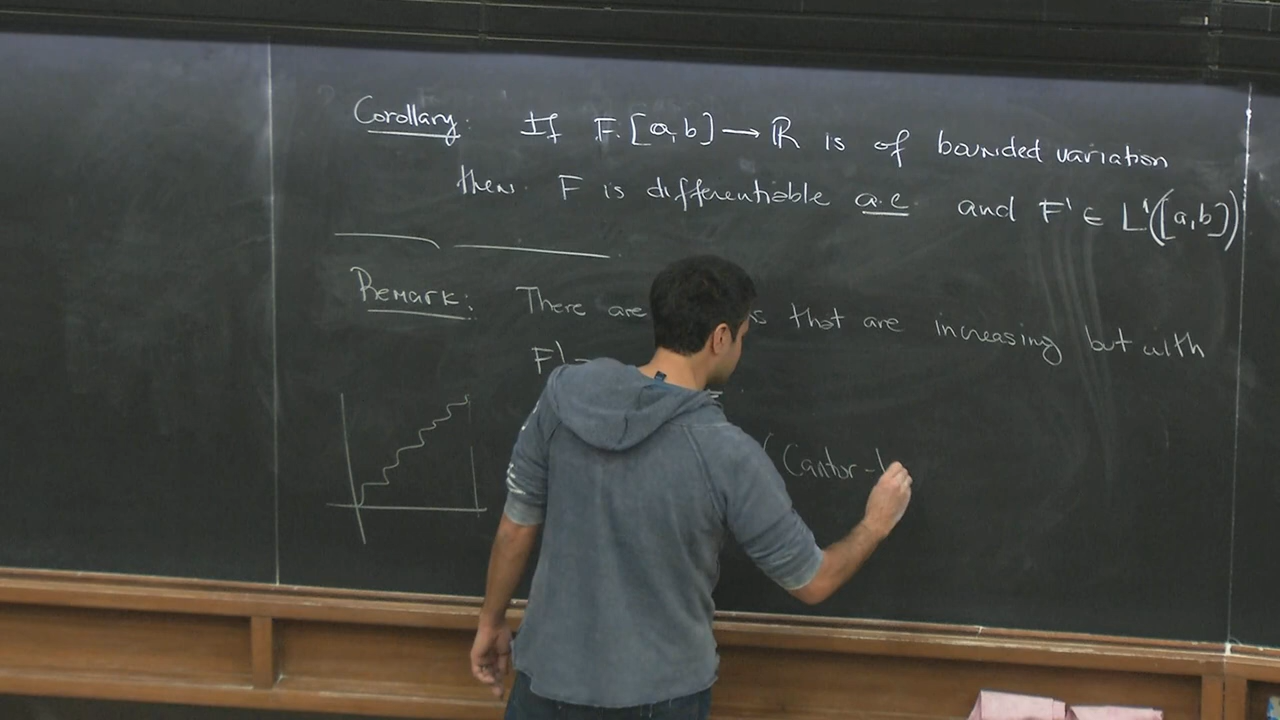 Corollary: If F: [a,b] → ℝ is of bounded variation
then F is differentiable a.e and F' ∈ L¹([a,b])
Remark: There are that are increasing but with
F'
(Cantor-